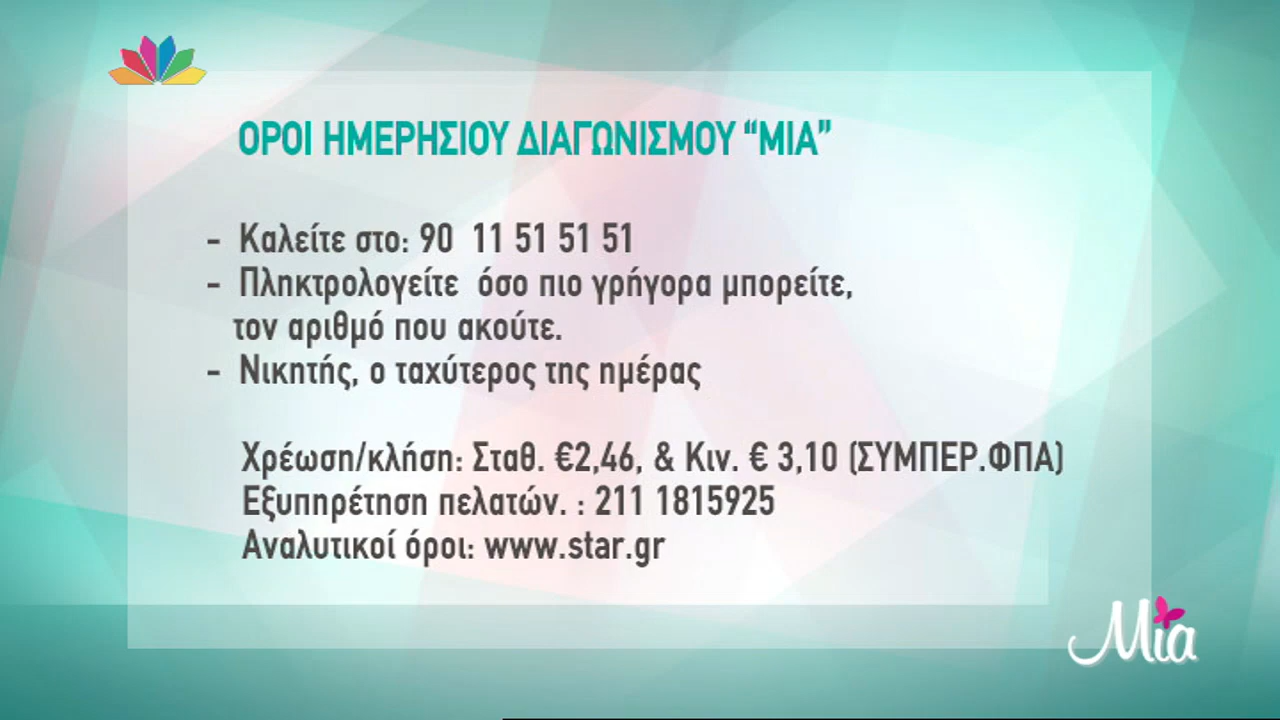 ΟΡΟΙ ΗΜΕΡΗΣΙΟΥ ΔΙΑΓΩΝΙΣΜΟΥ “ΜΙΑ”
- Καλείτε στο: 90 11 51 51 51
- Πληκτρολογείτε όσο πιο γρήγορα μπορείτε,
τον αριθμό που ακούτε.
- Νικητής, ο ταχύτερος της ημέρας
Χρέωση/κλήση: Σταθ. €2,46, & Κιν. € 3,10 (ΣΥΜΠΕΡ.ΦΠΑ)
Εξυπηρέτηση πελατών. : 211 1815925
Αναλυτικοί όροι: www.star.gr
Μία